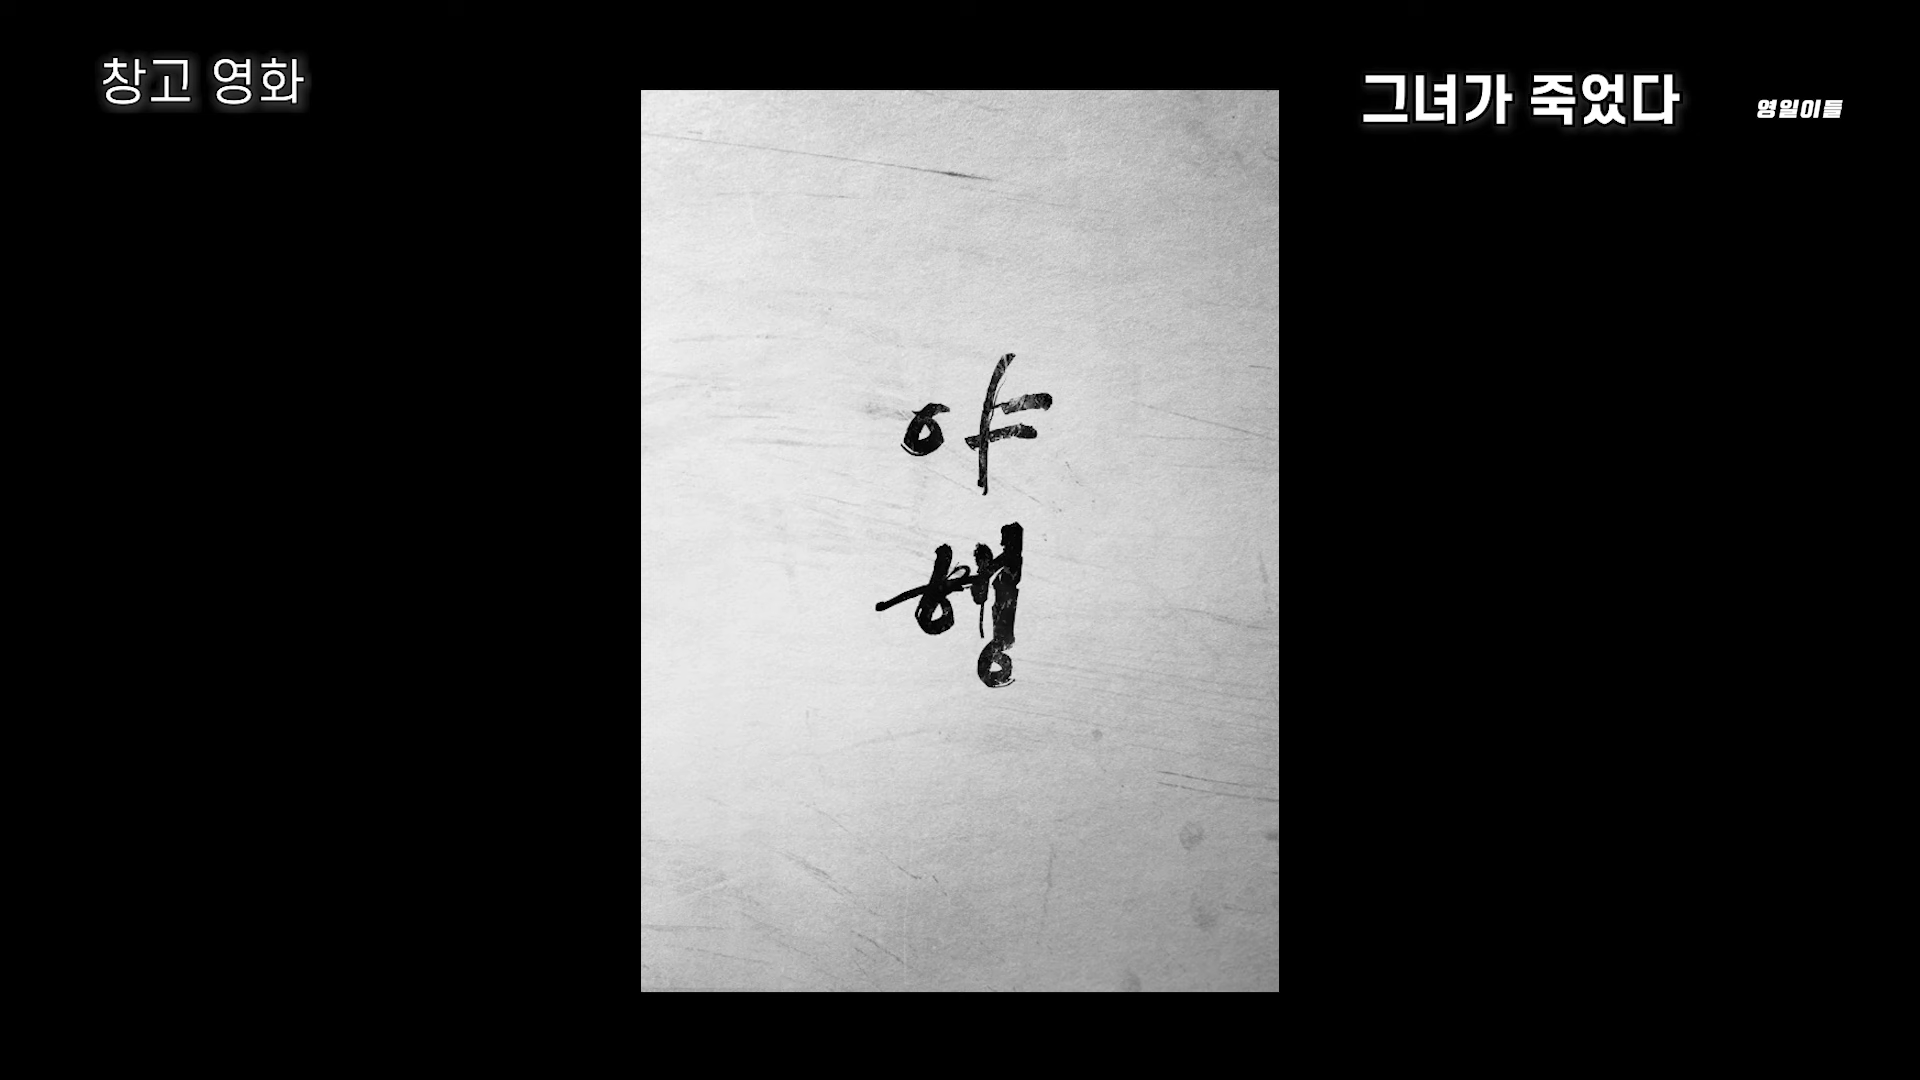 창고 영화
그녀가 죽었다
영일이들
야
행